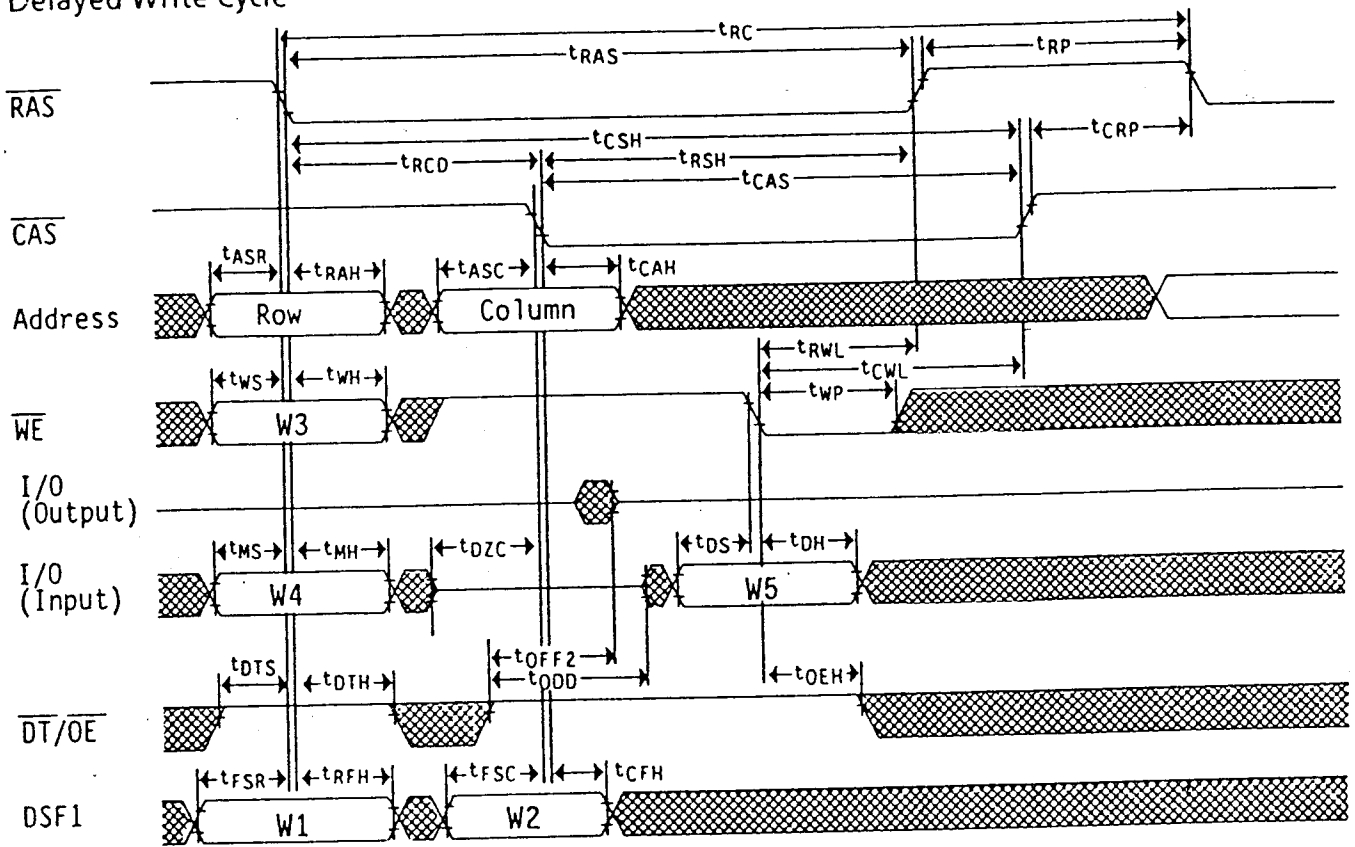 Delayed Write Cycle
tRC
tRAS
tRP
RAS
tCSH
tCRP
tRCD
tRSH
tCAS
CAS
tASR
tRAH
tASC
tCAH
Address
Row
Column
tRWL
tCWL
tWS
tWH
tWP
WE
W3
I/O
(Output)
tMS
tMH
tDZC
tDS
tDH
I/O
(Input)
W4
W5
tOFF2
tODD
tDTS
tDTH
tOEH
DT/OE
tFSR
tRFH
tFSC
tCFH
DSF1
W1
W2